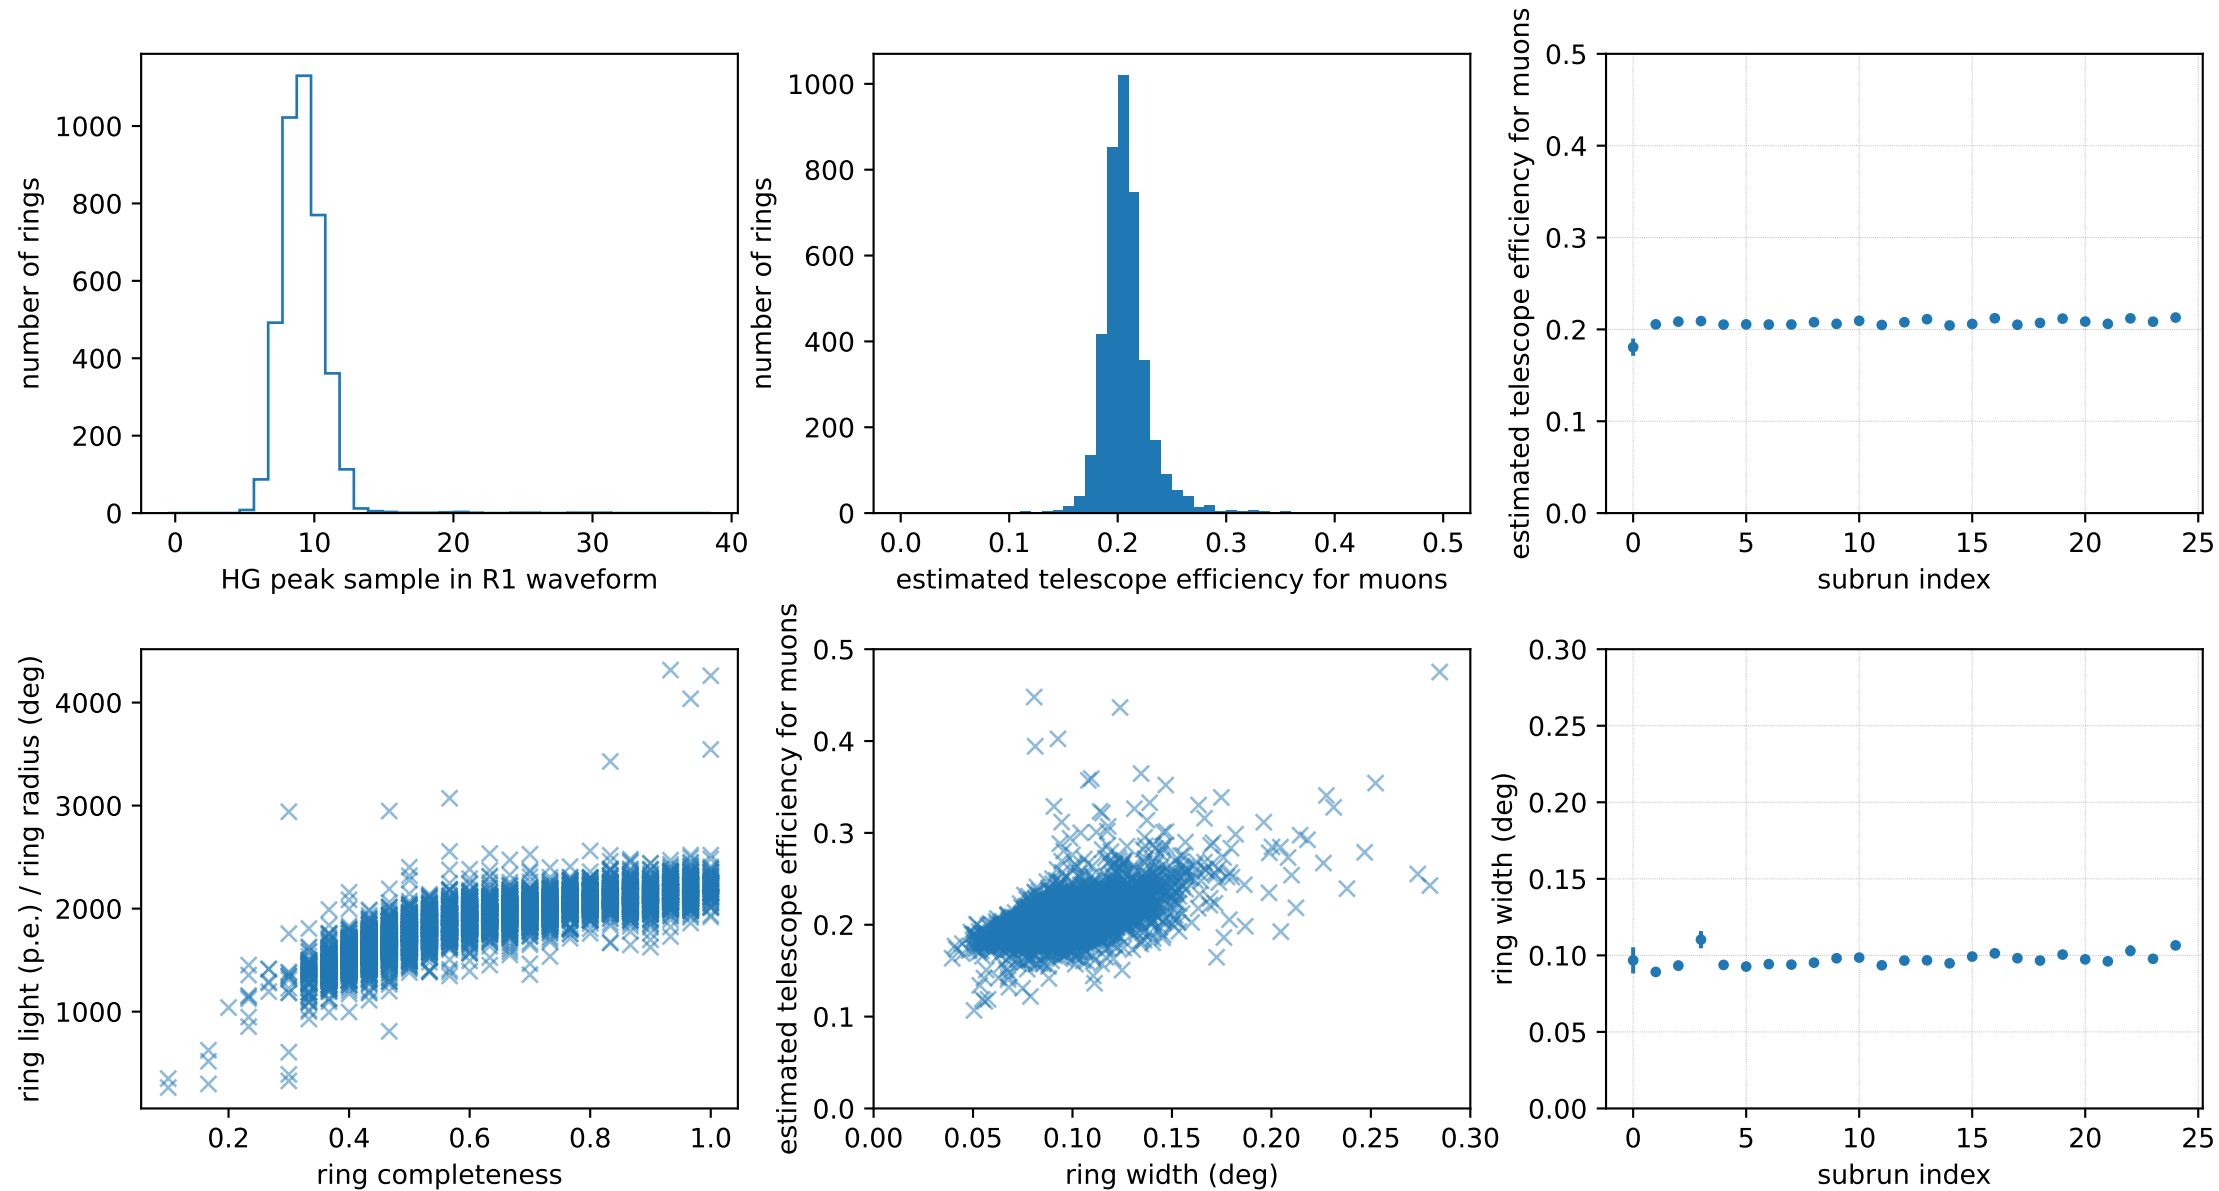 number of rings
1000
800
600
400
200
0
0 10 20 30 40
HG peak sample in R1 waveform
number of rings
1000
800
600
400
200
0
0.0 0.1 0.2 0.3 0.4 0.5
estimated telescope efficiency for muons
estimated telescope efficiency for muons
0.5
0.4
0.3
0.2
0.1
0.0
0 5 10 15 20 25
subrun index
ring light (p.e.) / ring radius (deg)
4000
3000
2000
1000
0.2 0.4 0.6 0.8 1.0
ring completeness
estimated telescope efficiency for muons
0.5
0.4
0.3
0.2
0.1
0.0
0.00 0.05 0.10 0.15 0.20 0.25 0.30
ring width (deg)
ring width (deg)
0.30
0.25
0.20
0.15
0.10
0.05
0.00
0 5 10 15 20 25
subrun index